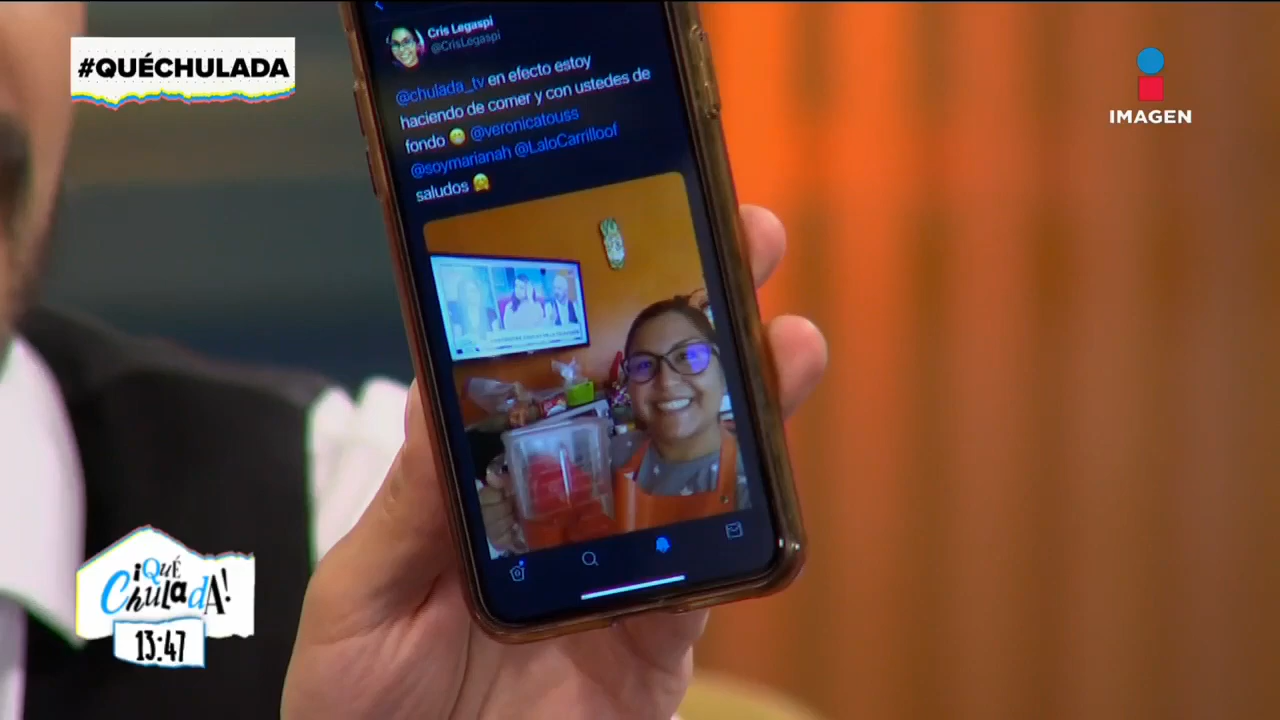 #QUÉCHULADA
IMAGEN
Cris Legaspi
@CrisLegaspi
@chulada_tv en efecto estoy
haciendo de comer y con ustedes de
fondo @veronicatouss
@soymarianah @LaloCarrilloof
saludos
¡QUÉ
ChuladA!
13:47